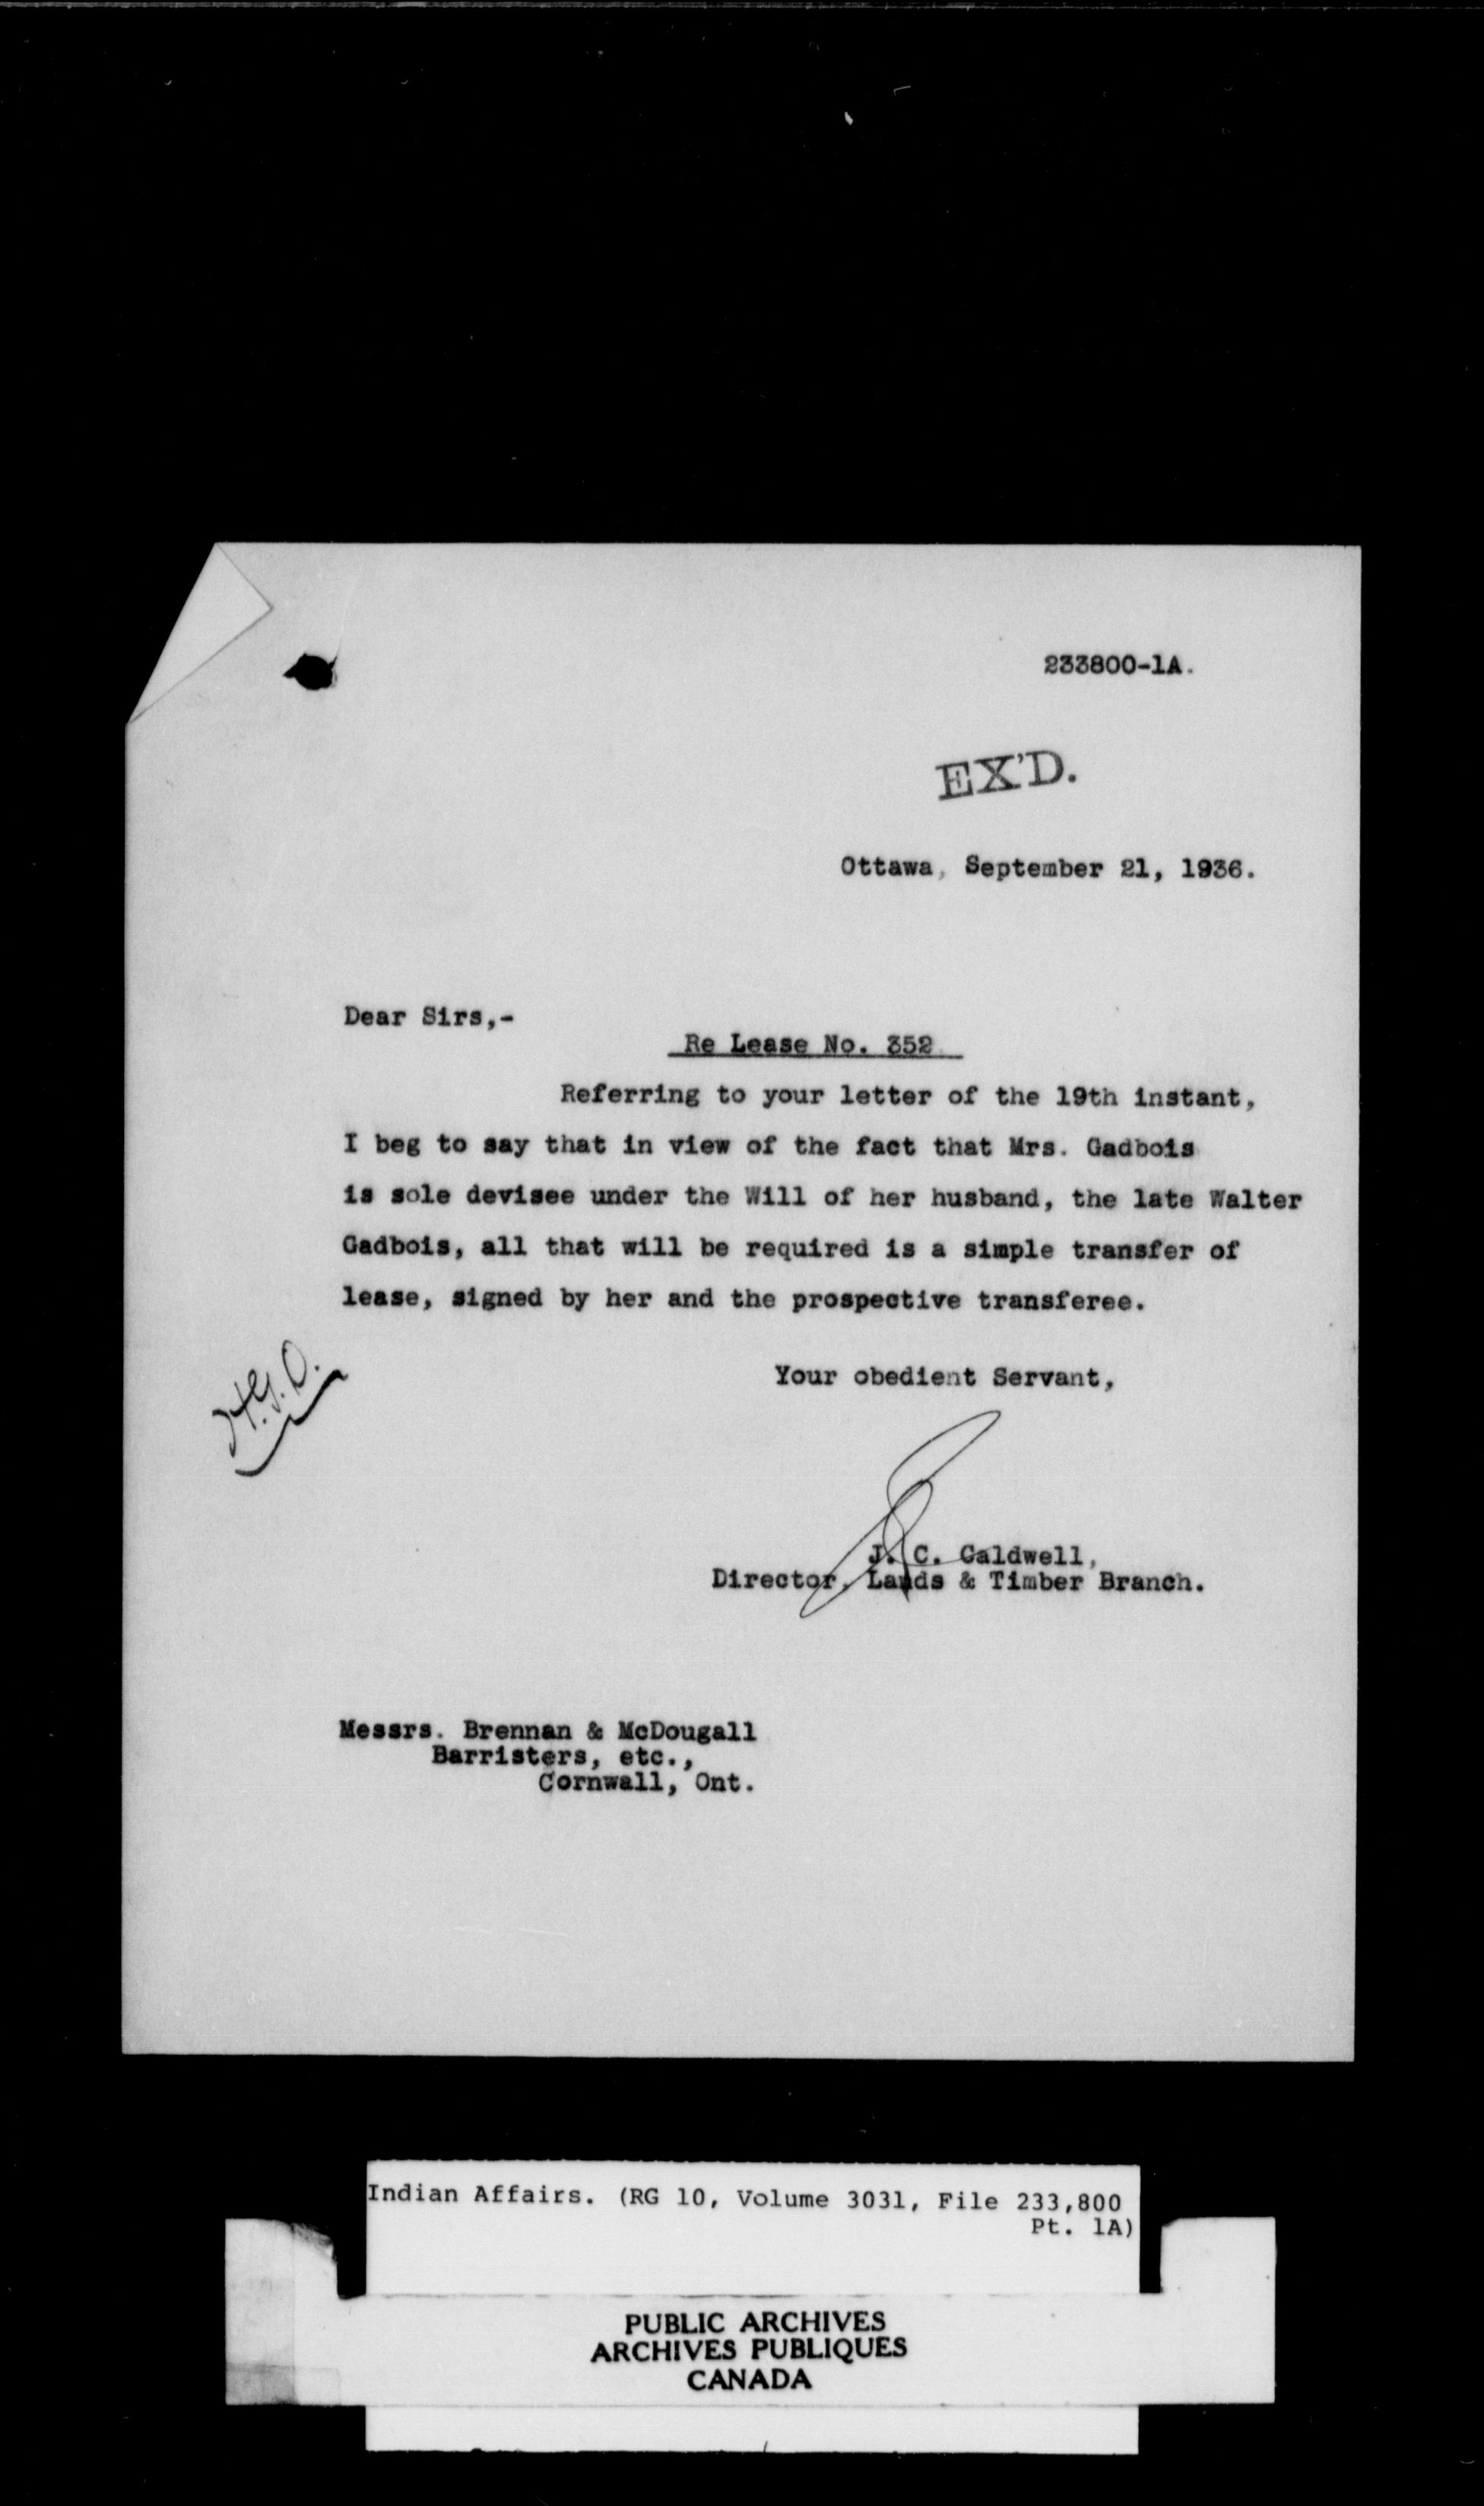 233800-1A.
EX'D.
Ottawa, September 21, 1936.
Dear Sirs,-
Re Lease No. 352
Referring to your letter of the 19th instant,
I beg to say that in view of the fact that Mrs. Gadbois
is sole devisee under the Will of her husband, the late Walter
Gadbois, all that will be required is a simple transfer of
lease, signed by her and the prospective transferee.
Your obedient Servant,
J. C. Caldwell,
Director, Lands & Timber Branch.
Messrs. Brennan & McDougall
Barristers, etc.,
Cornwall, Ont.
Indian Affairs. (RG 10, Volume 3031, File 233,800
Pt. 1A)
PUBLIC ARCHIVES
ARCHIVES PUBLIQUES
CANADA